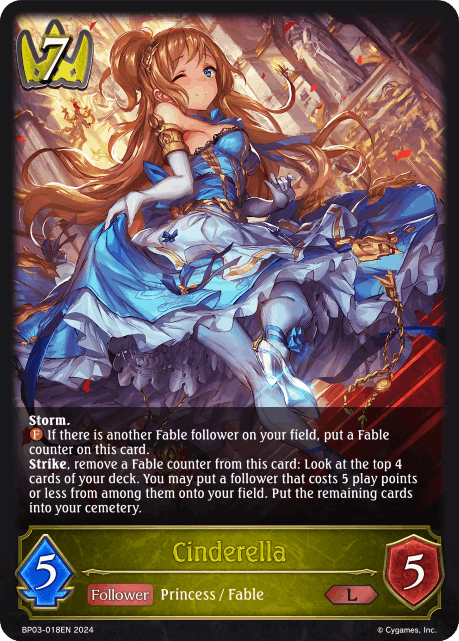 7
Storm.
F If there is another Fable follower on your field, put a Fable
counter on this card.
Strike, remove a Fable counter from this card: Look at the top 4
cards of your deck. You may put a follower that costs 5 play points
or less from among them onto your field. Put the remaining cards
into your cemetery.
Cinderella
5
Follower Princess / Fable L
5
BP03-018EN 2024 © Cygames, Inc.